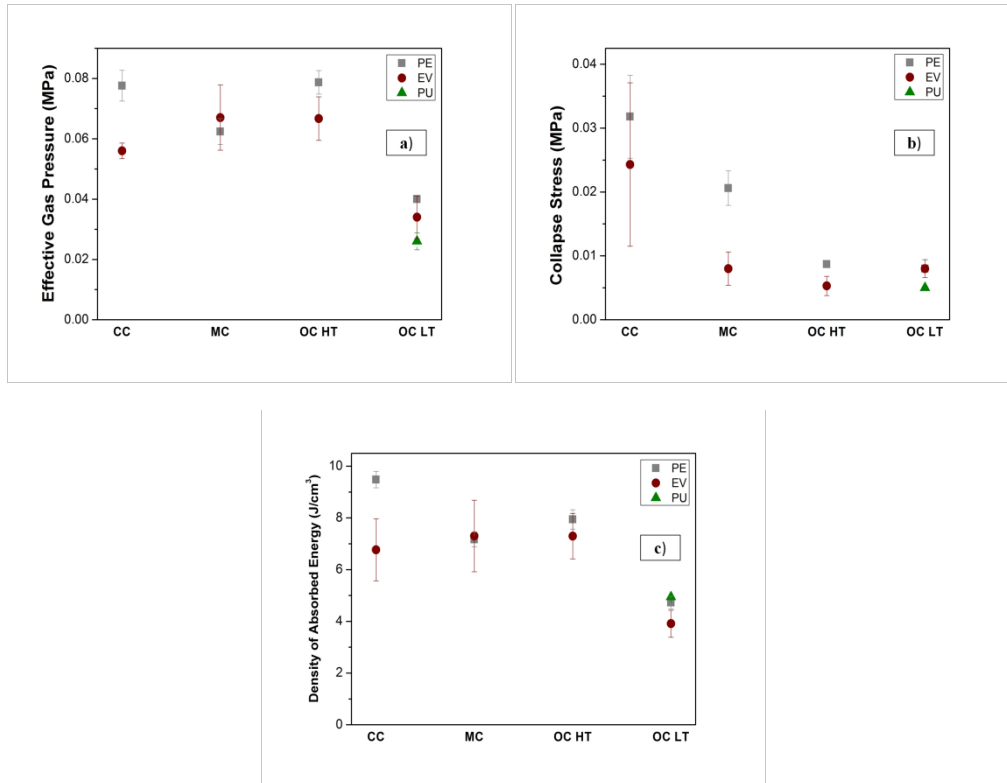 Effective Gas Pressure (MPa)
0.08
0.06
0.04
0.02
0.00
CC MC OC HT OC LT
PE
EV
PU
a)
Collapse Stress (MPa)
0.04
0.03
0.02
0.01
0.00
CC MC OC HT OC LT
PE
EV
PU
b)
Density of Absorbed Energy (J/cm³)
10
8
6
4
2
0
CC MC OC HT OC LT
PE
EV
PU
c)